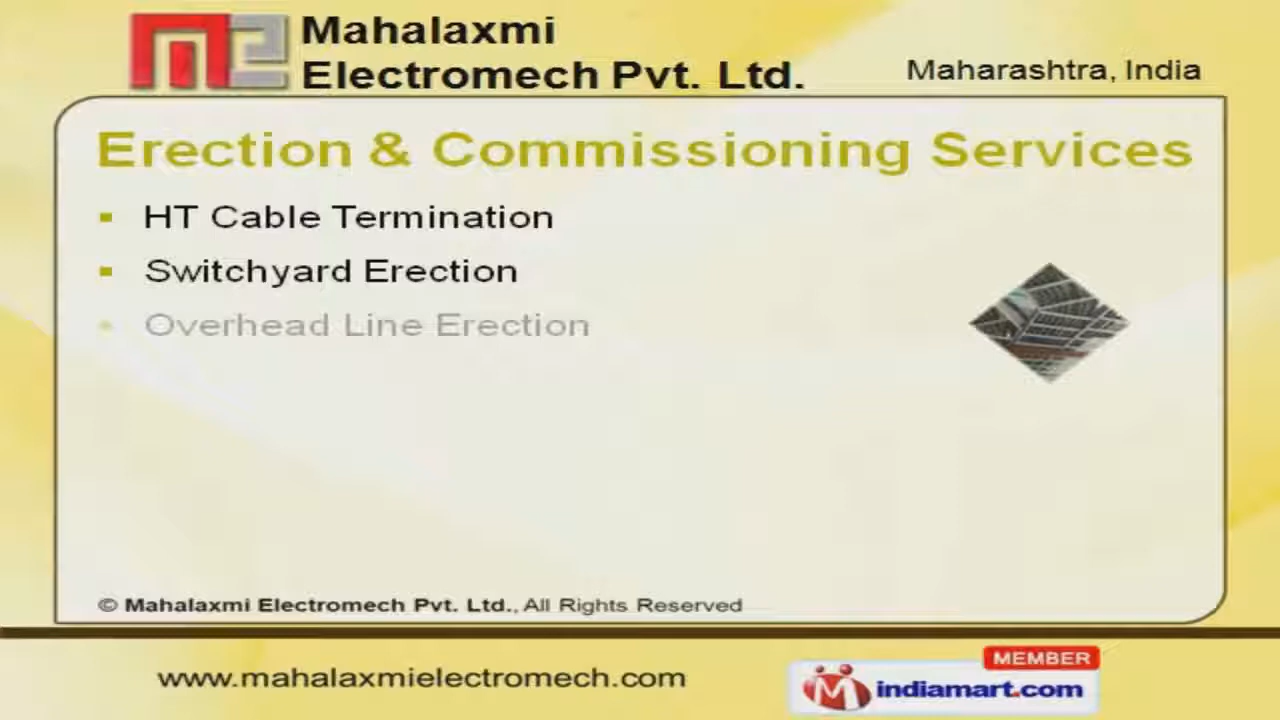 Mahalaxmi
Electromech Pvt. Ltd.
Maharashtra, India
Erection & Commissioning Services
▪ HT Cable Termination
▪ Switchyard Erection
▪ Overhead Line Erection
© Mahalaxmi Electromech Pvt. Ltd., All Rights Reserved
www.mahalaxmielectromech.com
MEMBER
indiamart.com